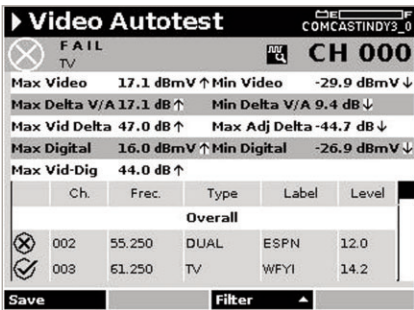 Video Autotest
COMCASTINDY3_0
FAIL
TV
CH 000
Max Video 17.1 dBmV↑ Min Video -29.9 dBmV↓
Max Delta V/A 17.1 dB↑ Min Delta V/A 9.4 dB↓
Max Vid Delta 47.0 dB↑ Max Adj Delta -44.7 dB↓
Max Digital 16.0 dBmV↑ Min Digital -26.9 dBmV↓
Max Vid-Dig 44.0 dB↑
Ch. Frec. Type Label Level
Overall
002 55.250 DUAL ESPN 12.0
003 61.250 TV WFYI 14.2
Save Filter